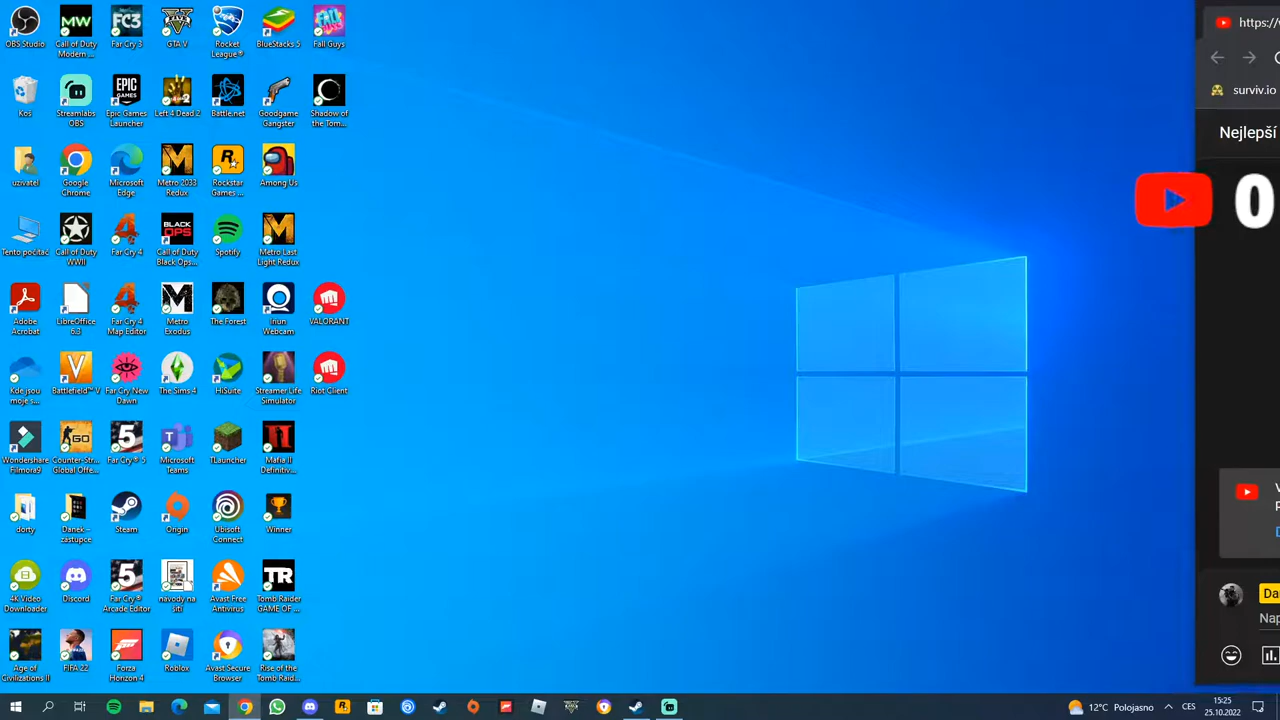 OBS Studio
Call of Duty
Modern ...
Far Cry 3
GTA V
Rocket
League®
BlueStacks 5
Fall Guys
Koš
Streamlabs
OBS
Epic Games
Launcher
Left 4 Dead 2
Battle.net
Goodgame
Gangster
Shadow of
the Tom...
uzivatel
Google
Chrome
Microsoft
Edge
Metro 2033
Redux
Rockstar
Games ...
Among Us
Tento počítač
Call of Duty
WWII
Far Cry 4
Call of Duty
Black Ops...
Spotify
Metro Last
Light Redux
Adobe
Acrobat
LibreOffice
6.3
Far Cry 4
Map Editor
Metro
Exodus
The Forest
Iriun
Webcam
VALORANT
Kde jsou
moje s...
Battlefield™ V
Far Cry New
Dawn
The Sims 4
HiSuite
Streamer Life
Simulator
Riot Client
Wondershare
Filmora9
Counter-Str...
Global Offe...
Far Cry® 5
Microsoft
Teams
TLauncher
Mafia II
Definitiv...
dorty
Danek –
zastupce
Steam
Origin
Ubisoft
Connect
Winner
4K Video
Downloader
Discord
Far Cry®
Arcade Editor
navody na
siti
Avast Free
Antivirus
Tomb Raider
GAME OF ...
Age of
Civilizations II
FIFA 22
Forza
Horizon 4
Roblox
Avast Secure
Browser
Rise of the
Tomb Raid...
https://
surviv.io
Nejlepší
0
Da
Nap
12°C Polojasno
CES
15:25
25.10.2022